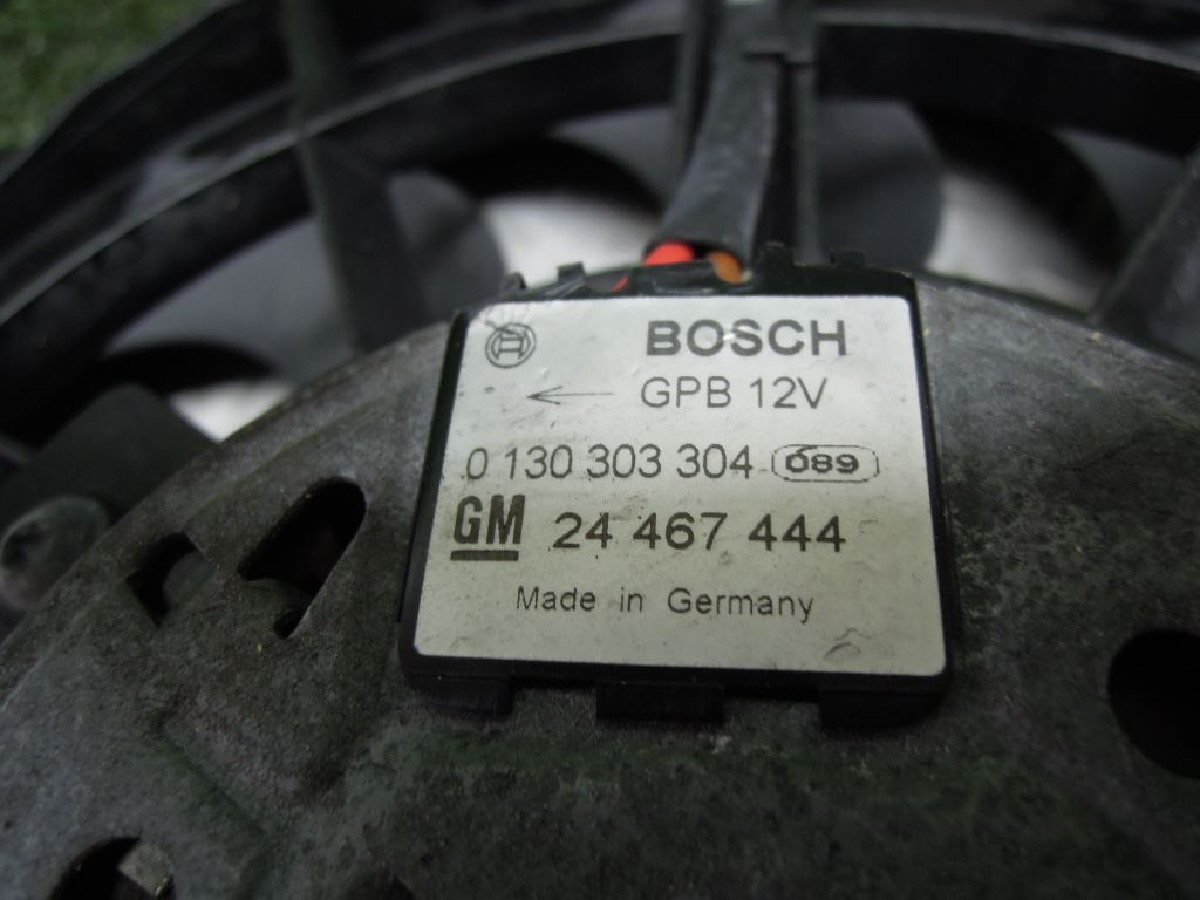 BOSCH
GPB 12V
0 130 303 304 089
GM 24 467 444
Made in Germany